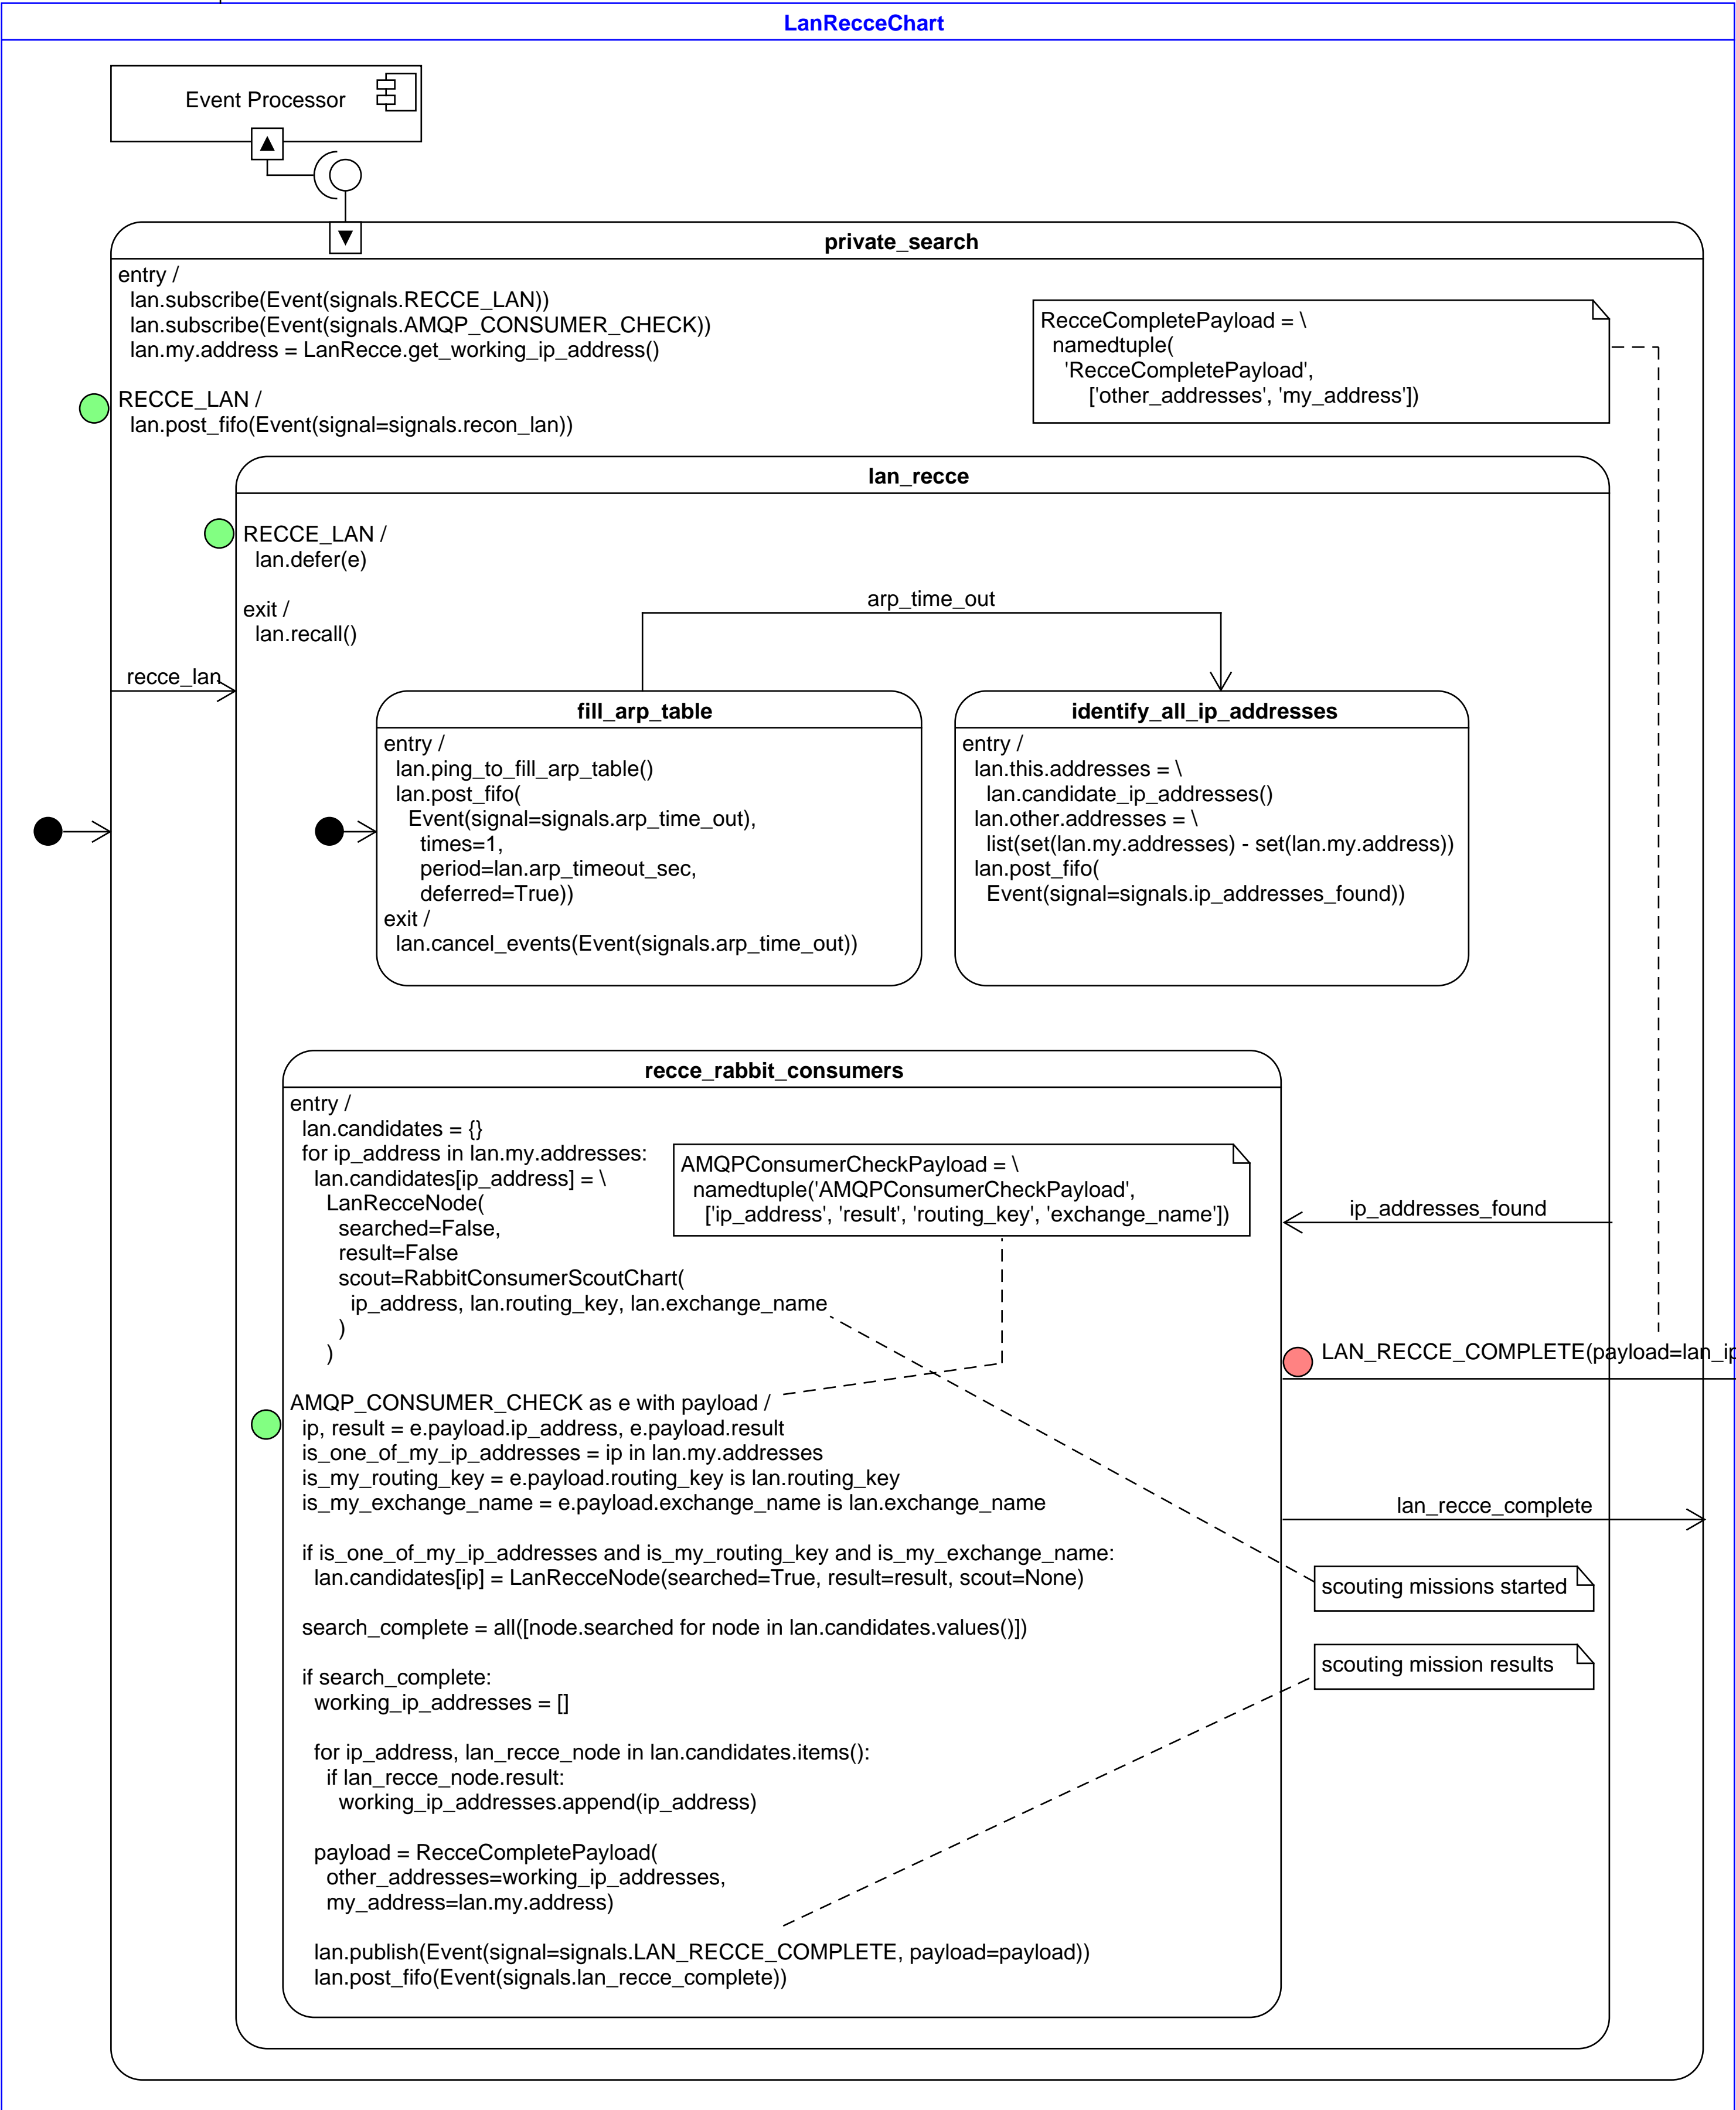 LanRecceChart
Event Processor
private_search
entry /
lan.subscribe(Event(signals.RECCE_LAN))
lan.subscribe(Event(signals.AMQP_CONSUMER_CHECK))
lan.my.address = LanRecce.get_working_ip_address()
RECCE_LAN /
lan.post_fifo(Event(signal=signals.recon_lan))
RecceCompletePayload = \
namedtuple(
'RecceCompletePayload',
['other_addresses', 'my_address'])
lan_recce
RECCE_LAN /
lan.defer(e)
exit /
lan.recall()
recce_lan
arp_time_out
fill_arp_table
entry /
lan.ping_to_fill_arp_table()
lan.post_fifo(
Event(signal=signals.arp_time_out),
times=1,
period=lan.arp_timeout_sec,
deferred=True))
exit /
lan.cancel_events(Event(signals.arp_time_out))
identify_all_ip_addresses
entry /
lan.this.addresses = \
lan.candidate_ip_addresses()
lan.other.addresses = \
list(set(lan.my.addresses) - set(lan.my.address))
lan.post_fifo(
Event(signal=signals.ip_addresses_found))
recce_rabbit_consumers
entry /
lan.candidates = {}
for ip_address in lan.my.addresses:
lan.candidates[ip_address] = \
LanRecceNode(
searched=False,
result=False
scout=RabbitConsumerScoutChart(
ip_address, lan.routing_key, lan.exchange_name
)
)
AMQPConsumerCheckPayload = \
namedtuple('AMQPConsumerCheckPayload',
['ip_address', 'result', 'routing_key', 'exchange_name'])
ip_addresses_found
LAN_RECCE_COMPLETE(payload=lan_ip
AMQP_CONSUMER_CHECK as e with payload /
ip, result = e.payload.ip_address, e.payload.result
is_one_of_my_ip_addresses = ip in lan.my.addresses
is_my_routing_key = e.payload.routing_key is lan.routing_key
is_my_exchange_name = e.payload.exchange_name is lan.exchange_name
lan_recce_complete
if is_one_of_my_ip_addresses and is_my_routing_key and is_my_exchange_name:
lan.candidates[ip] = LanRecceNode(searched=True, result=result, scout=None)
scouting missions started
search_complete = all([node.searched for node in lan.candidates.values()])
scouting mission results
if search_complete:
working_ip_addresses = []
for ip_address, lan_recce_node in lan.candidates.items():
if lan_recce_node.result:
working_ip_addresses.append(ip_address)
payload = RecceCompletePayload(
other_addresses=working_ip_addresses,
my_address=lan.my.address)
lan.publish(Event(signal=signals.LAN_RECCE_COMPLETE, payload=payload))
lan.post_fifo(Event(signals.lan_recce_complete))